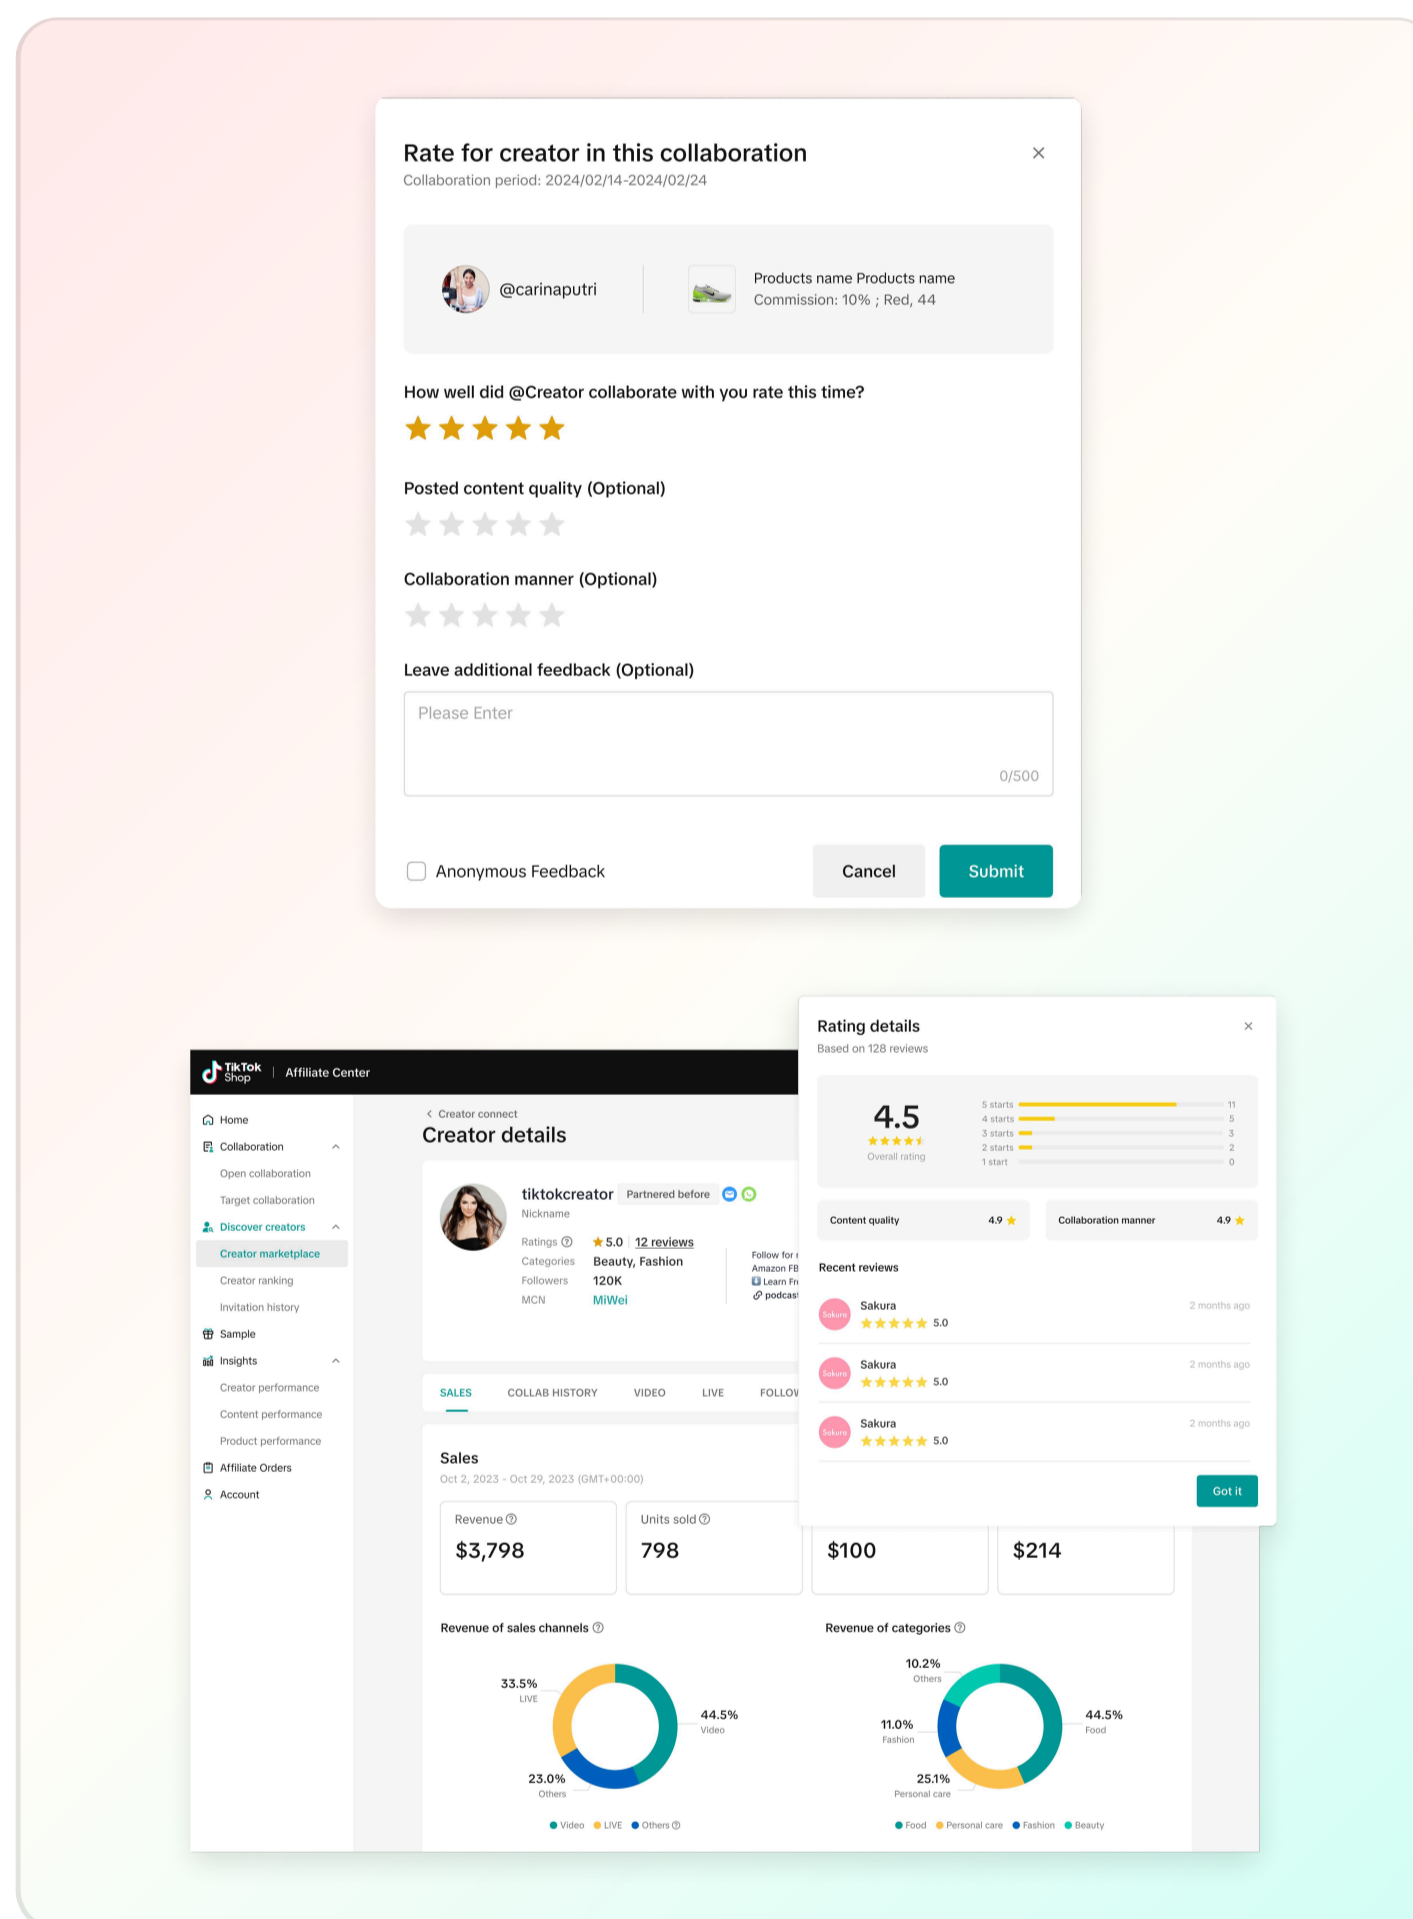 Rate for creator in this collaboration
Collaboration period: 2024/02/14-2024/02/24
@carinaputri
Products name Products name
Commission: 10% ; Red, 44
How well did @Creator collaborate with you rate this time?
Posted content quality (Optional)
Collaboration manner (Optional)
Leave additional feedback (Optional)
Please Enter
0/500
Anonymous Feedback
Cancel
Submit
TikTok
Shop
Affiliate Center
Home
Collaboration
Open collaboration
Target collaboration
Discover creators
Creator marketplace
Creator ranking
Invitation history
Sample
Insights
Creator performance
Content performance
Product performance
Affiliate Orders
Account
Creator connect
Creator details
tiktokcreator Partnered before
Nickname
Ratings 5.0 12 reviews
Categories Beauty, Fashion
Followers 120K
MCN MiWei
Follow for
Amazon FB
Learn Fr
podcas
SALES COLLAB HISTORY VIDEO LIVE FOLLOW
Sales
Oct 2, 2023 - Oct 29, 2023 (GMT+00:00)
Revenue
$3,798
Units sold
798
$100
$214
Revenue of sales channels
33.5%
LIVE
44.5%
Video
23.0%
Others
Video LIVE Others
Revenue of categories
10.2%
Others
44.5%
Food
11.0%
Fashion
25.1%
Personal care
Food Personal care Fashion Beauty
Rating details
Based on 128 reviews
4.5
Overall rating
5 starts 11
4 starts 5
3 starts 3
2 starts 2
1 start 0
Content quality 4.9
Collaboration manner 4.9
Recent reviews
Sakura
Sakura
2 months ago
5.0
Sakura
Sakura
2 months ago
5.0
Sakura
Sakura
2 months ago
5.0
Got it